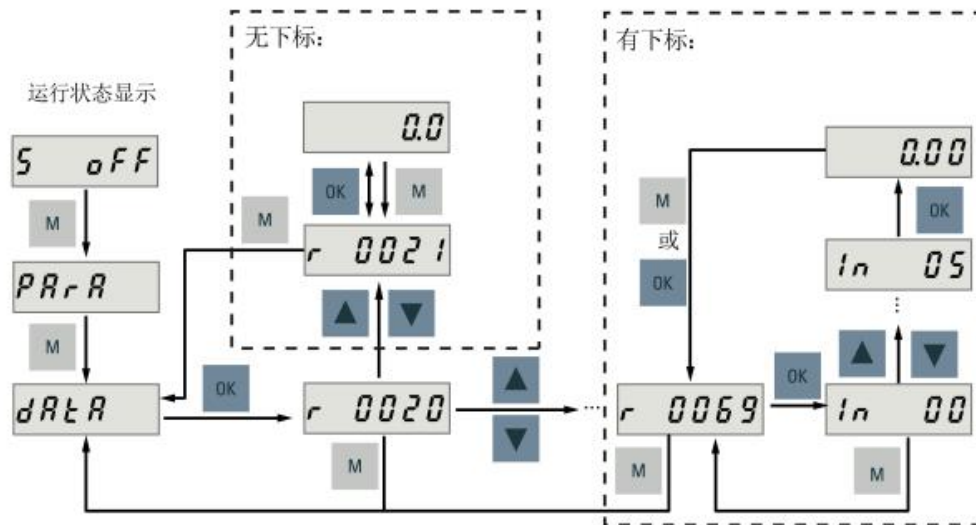 无下标:
有下标:
运行状态显示
0.0
0.00
S oFF
OK
M
M
M
OK
r 0021
M
或
In 05
PArA
OK
M
OK
dAtA
r 0020
···
r 0069
OK
In 00
M
M
M